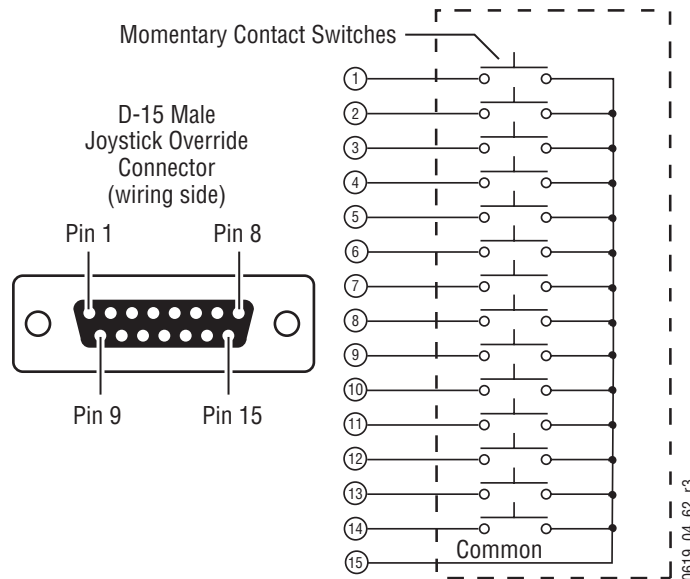 Momentary Contact Switches
D-15 Male
Joystick Override
Connector
(wiring side)
Pin 1
Pin 8
Pin 9
Pin 15
1
2
3
4
5
6
7
8
9
10
11
12
13
14
15
Common
0619_04_62_r3